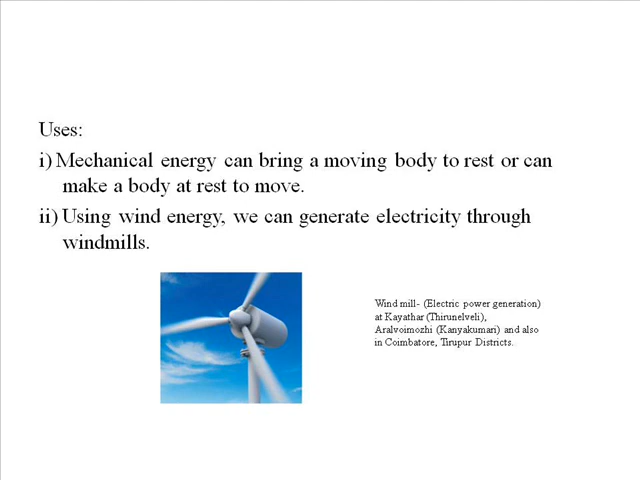 Uses:
i) Mechanical energy can bring a moving body to rest or can
make a body at rest to move.
ii) Using wind energy, we can generate electricity through
windmills.
Wind mill- (Electric power generation)
at Kayathar (Thirunelveli),
Aralvoimozhi (Kanyakumari) and also
in Coimbatore, Tirupur Districts.